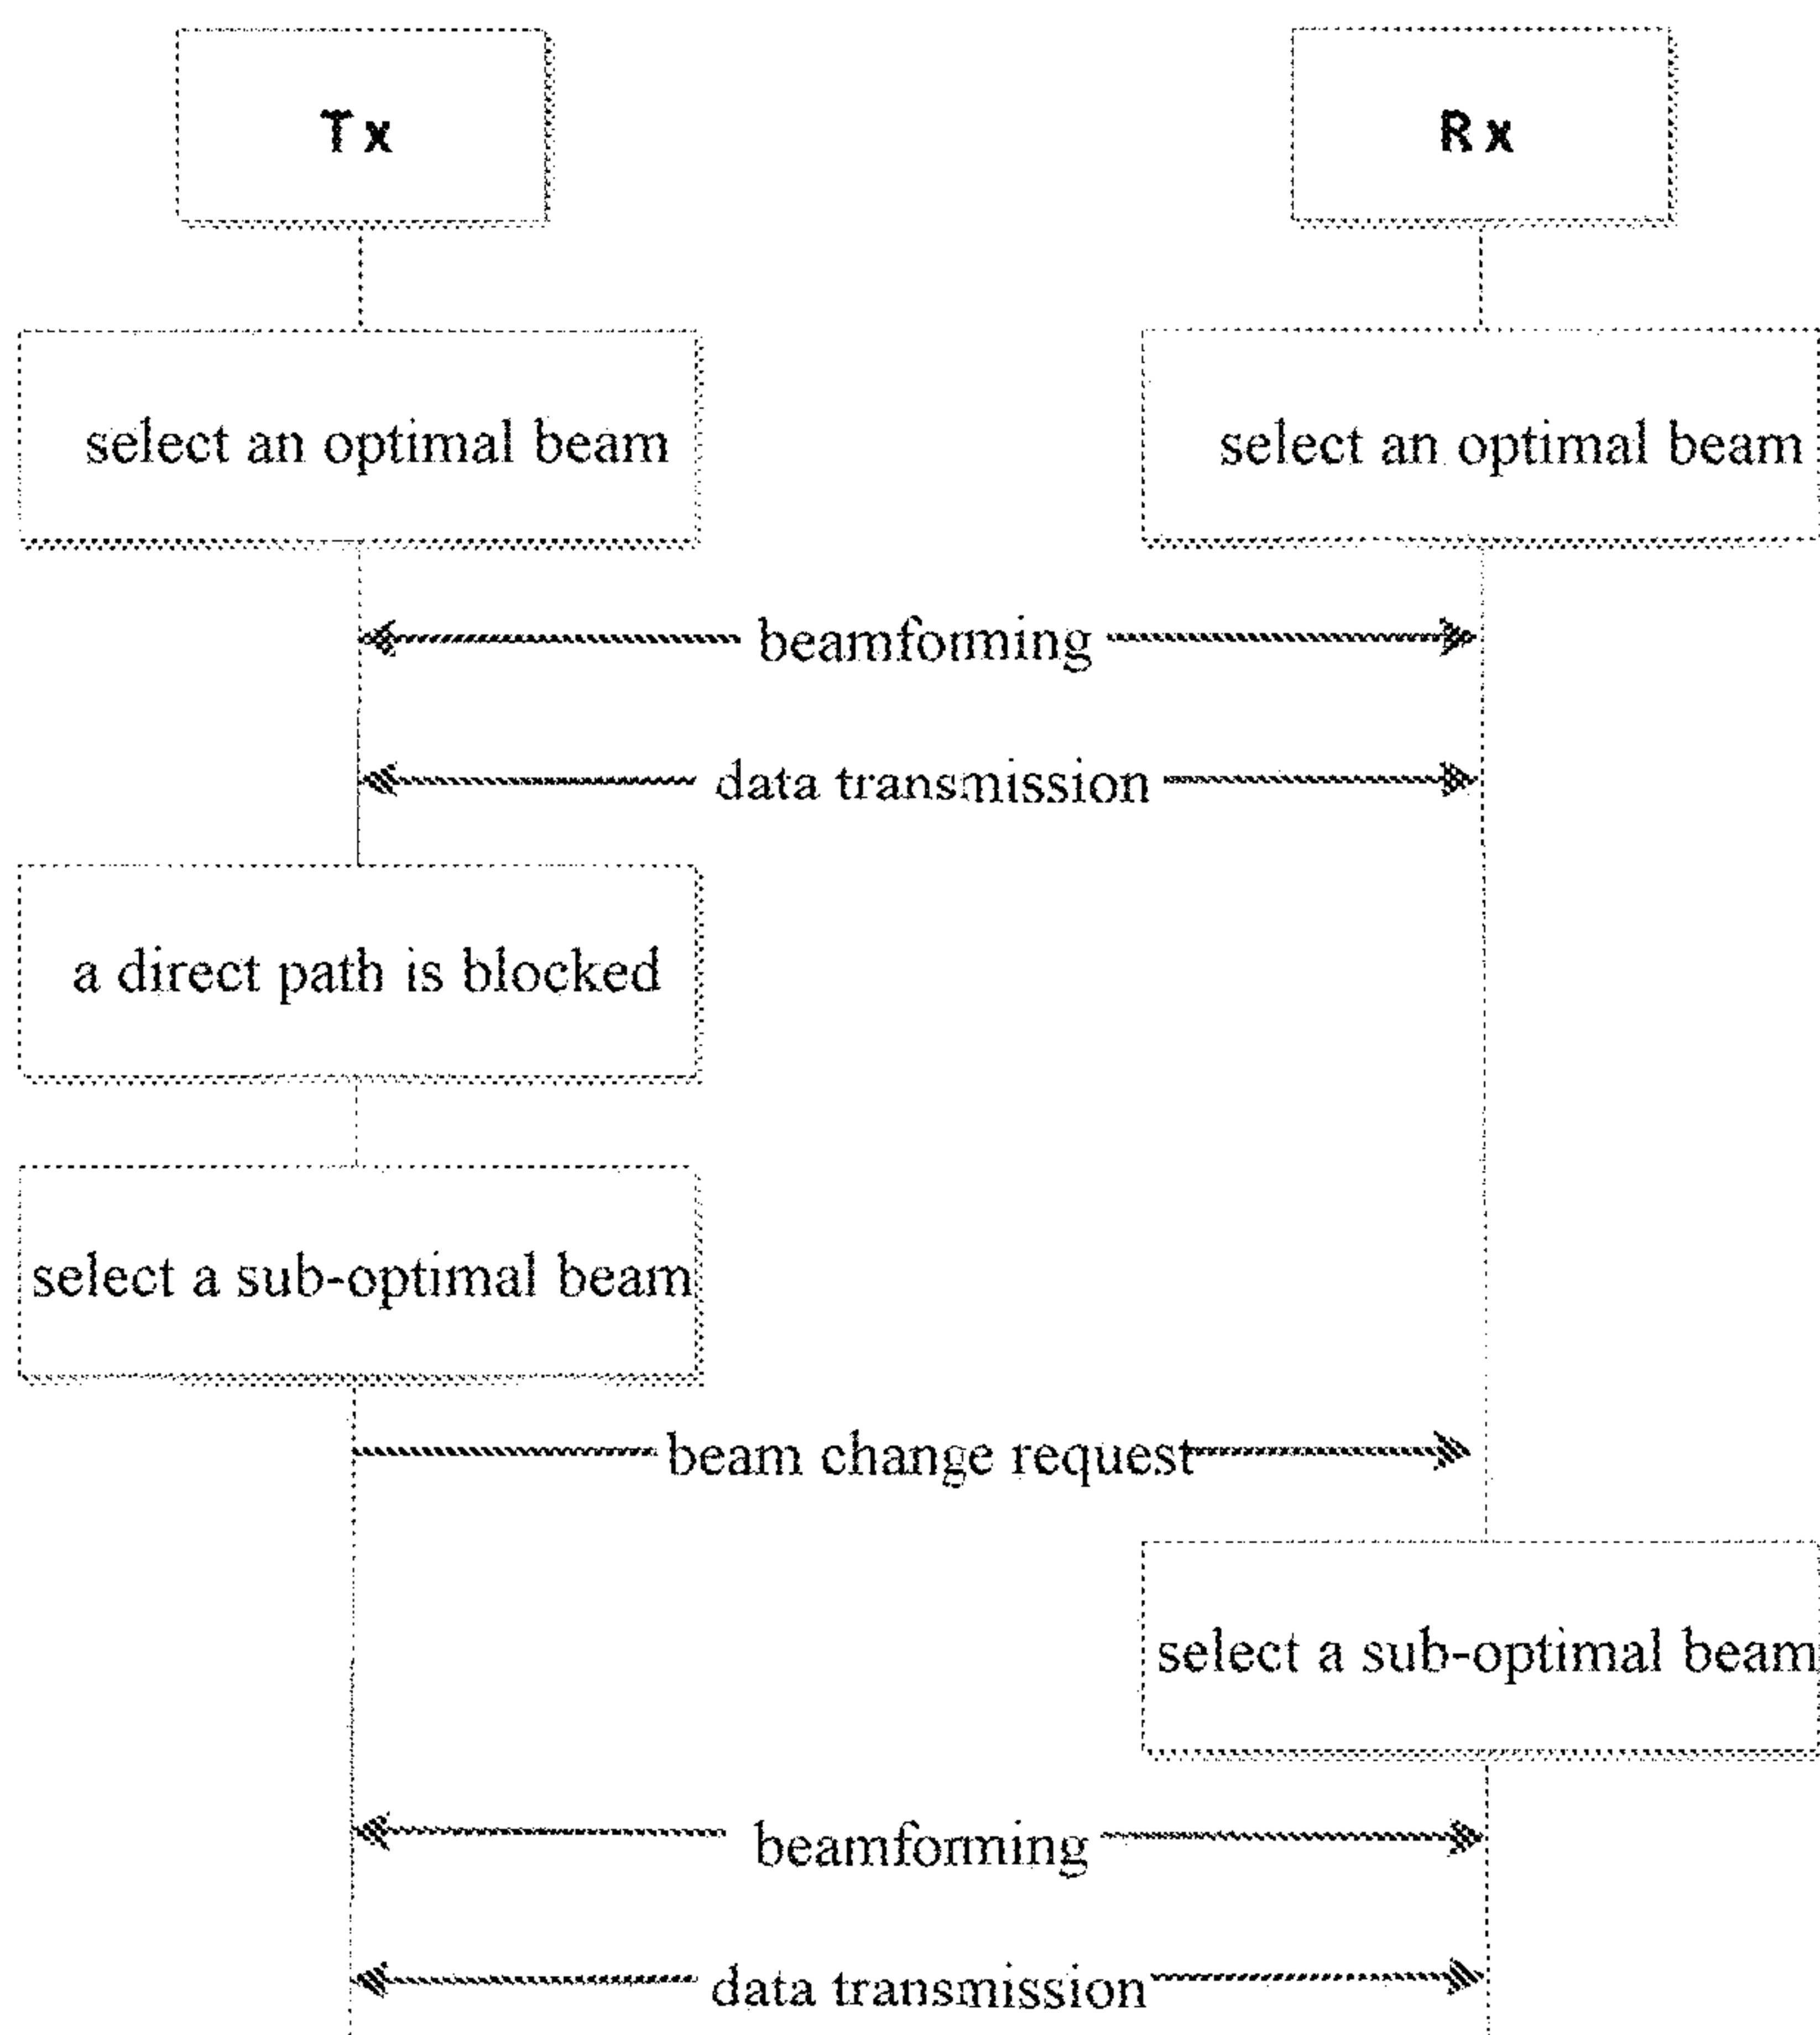 Tx
Rx
select an optimal beam
select an optimal beam
beamforming
data transmission
a direct path is blocked
select a sub-optimal beam
beam change request
select a sub-optimal beam
beamforming
data transmission